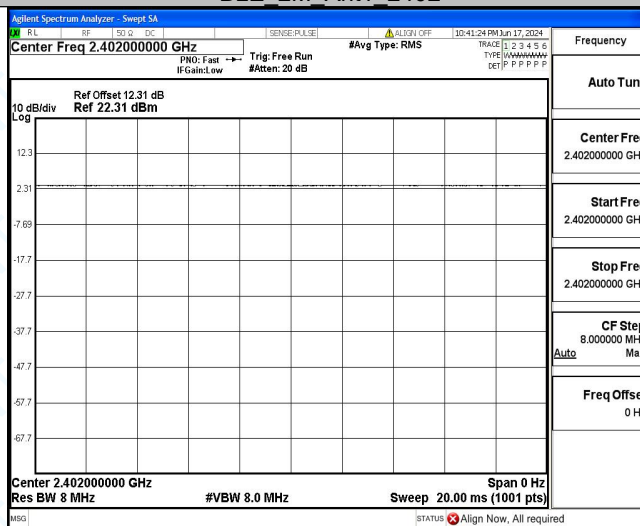 Agilent Spectrum Analyzer - Swept SA
LXI RL RF 50 Ω DC SENSE:PULSE ALIGN OFF 10:41:24 PM Jun 17, 2024
Center Freq 2.402000000 GHz
PNO: Fast
IFGain:Low
Trig: Free Run
#Atten: 20 dB
#Avg Type: RMS
TRACE 1 2 3 4 5 6
TYPE
DET P P P P P P
Ref Offset 12.31 dB
10 dB/div Ref 22.31 dBm
Log
12.3
2.31
-7.69
-17.7
-27.7
-37.7
-47.7
-57.7
-67.7
Center 2.402000000 GHz Span 0 Hz
Res BW 8 MHz #VBW 8.0 MHz Sweep 20.00 ms (1001 pts)
MSG STATUS Align Now, All required
Frequency
Auto Tun
Center Fre
2.402000000 GH
Start Fre
2.402000000 GH
Stop Fre
2.402000000 GH
CF Ste
8.000000 MH
Auto Ma
Freq Offse
0 H